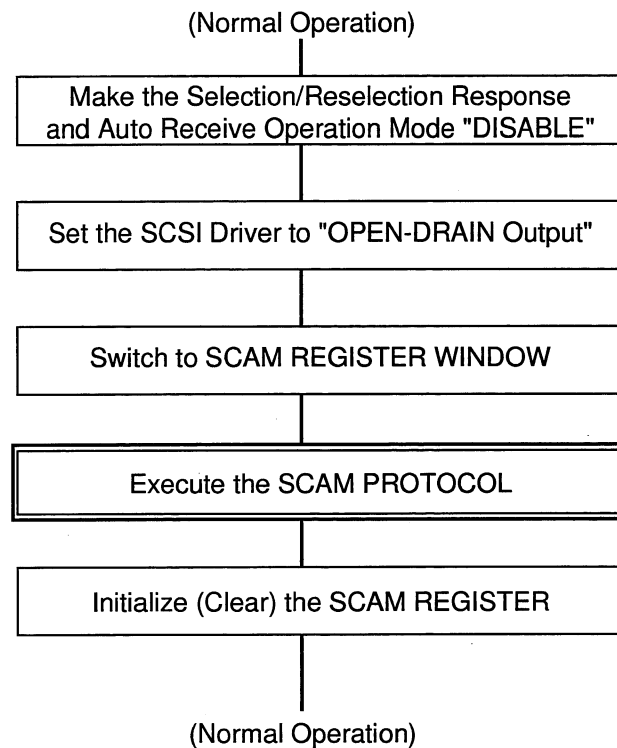 (Normal Operation)
Make the Selection/Reselection Response
and Auto Receive Operation Mode "DISABLE"
Set the SCSI Driver to "OPEN-DRAIN Output"
Switch to SCAM REGISTER WINDOW
Execute the SCAM PROTOCOL
Initialize (Clear) the SCAM REGISTER
(Normal Operation)